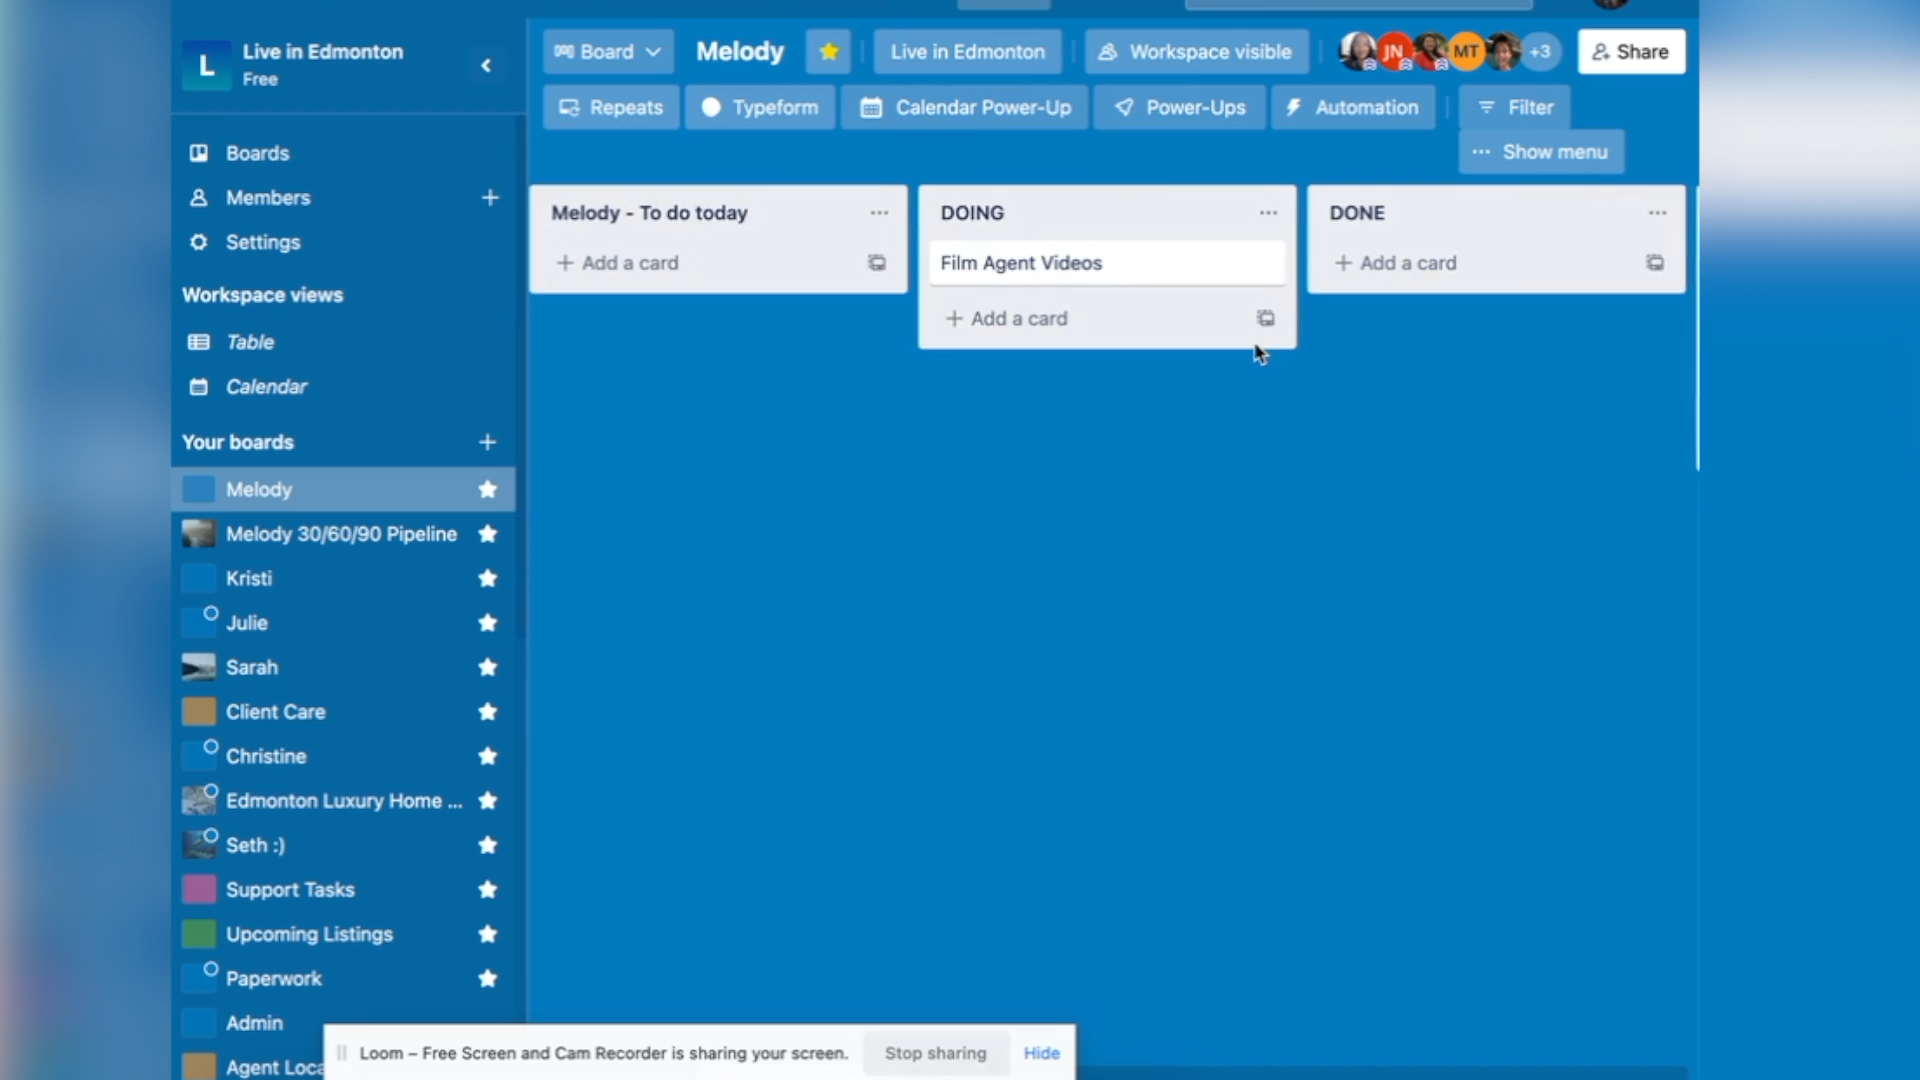 L
Live in Edmonton
Free
Board
Melody
Live in Edmonton
Workspace visible
JN
MT
+3
Share
Repeats
Typeform
Calendar Power-Up
Power-Ups
Automation
Filter
Show menu
Boards
Members
Settings
Workspace views
Table
Calendar
Your boards
Melody
Melody 30/60/90 Pipeline
Kristi
Julie
Sarah
Client Care
Christine
Edmonton Luxury Home ...
Seth :)
Support Tasks
Upcoming Listings
Paperwork
Admin
Agent Loca
Melody - To do today
+ Add a card
DOING
Film Agent Videos
+ Add a card
DONE
+ Add a card
Loom – Free Screen and Cam Recorder is sharing your screen.
Stop sharing
Hide